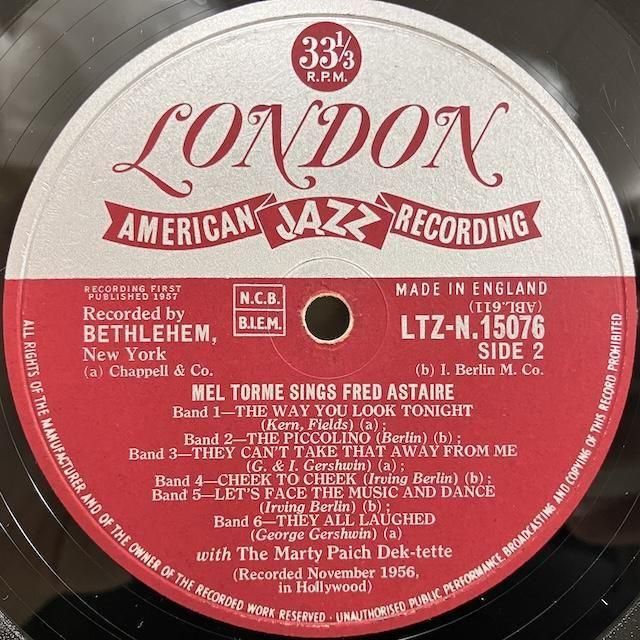 33⅓
R.P.M.
LONDON
AMERICAN JAZZ RECORDING
RECORDING FIRST
PUBLISHED 1957
Recorded by
BETHLEHEM,
New York
(a) Chappell & Co.
N.C.B.
B.I.E.M.
MADE IN ENGLAND
(ABL.611)
LTZ-N.15076
SIDE 2
(b) I. Berlin M. Co.
MEL TORME SINGS FRED ASTAIRE
Band 1—THE WAY YOU LOOK TONIGHT
(Kern, Fields) (a) ;
Band 2—THE PICCOLINO (Berlin) (b) ;
Band 3—THEY CAN'T TAKE THAT AWAY FROM ME
(G. & I. Gershwin) (a) ;
Band 4—CHEEK TO CHEEK (Irving Berlin) (b) ;
Band 5—LET'S FACE THE MUSIC AND DANCE
(Irving Berlin) (b) ;
Band 6—THEY ALL LAUGHED
(George Gershwin) (a)
with The Marty Paich Dek-tette
(Recorded November 1956,
in Hollywood)
ALL RIGHTS OF THE MANUFACTURER AND OF THE OWNER OF THE RECORDED WORK RESERVED · UNAUTHORISED PUBLIC PERFORMANCE, BROADCASTING AND COPYING OF THIS RECORD PROHIBITED